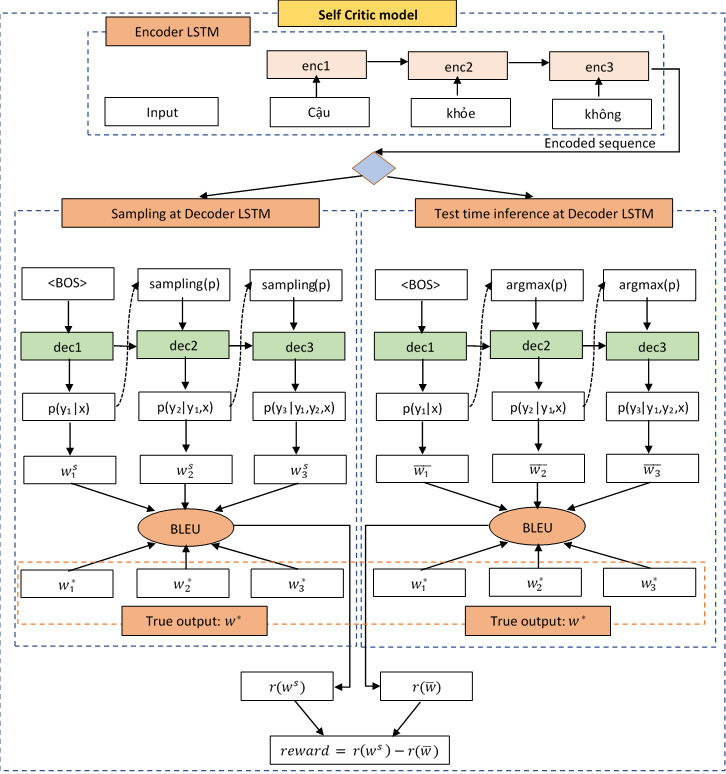 Self Critic model
Encoder LSTM
enc1 enc2 enc3
Input Cậu khỏe không
Encoded sequence
Sampling at Decoder LSTM Test time inference at Decoder LSTM
<BOS> sampling(p) sampling(p) <BOS> argmax(p) argmax(p)
dec1 dec2 dec3 dec1 dec2 dec3
p(y₁|x) p(y₂|y₁,x) p(y₃|y₁,y₂,x) p(y₁|x) p(y₂|y₁,x) p(y₃|y₁,y₂,x)
w₁ˢ w₂ˢ w₃ˢ w̅₁ w̅₂ w̅₃
BLEU BLEU
w₁* w₂* w₃* w₁* w₂* w₃*
True output: w* True output: w*
r(wˢ) r(w̅)
reward = r(wˢ) − r(w̅)